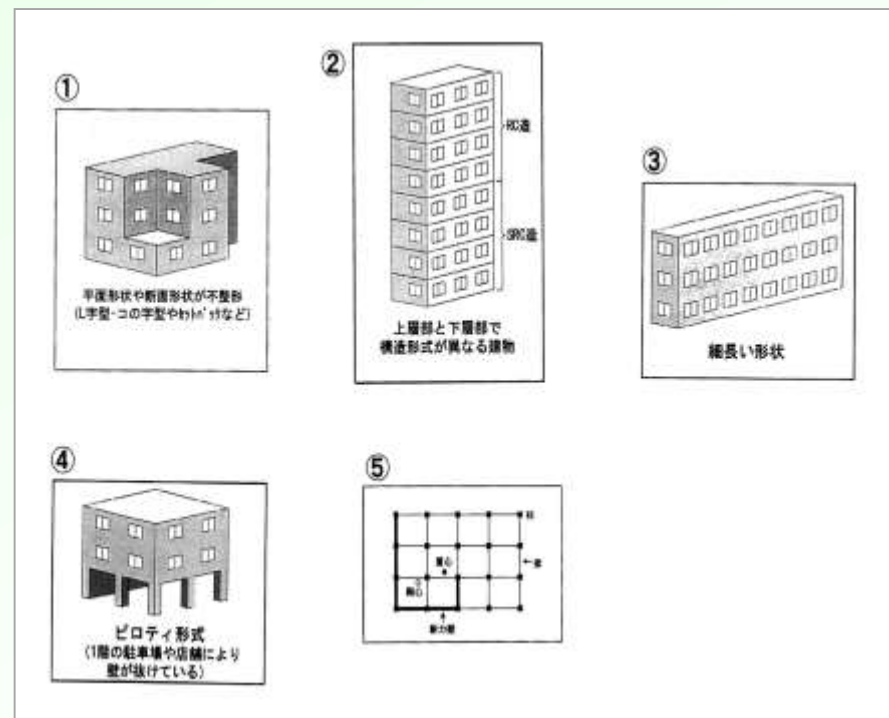 ①
平面形状や断面形状が不整形
(L字型・コの字型やセットバックなど)
②
RC造
SRC造
上層部と下層部で
構造形式が異なる建物
③
細長い形状
④
ピロティ形式
(1階の駐車場や店舗により
壁が抜けている)
⑤
柱
重心
剛心
耐力壁